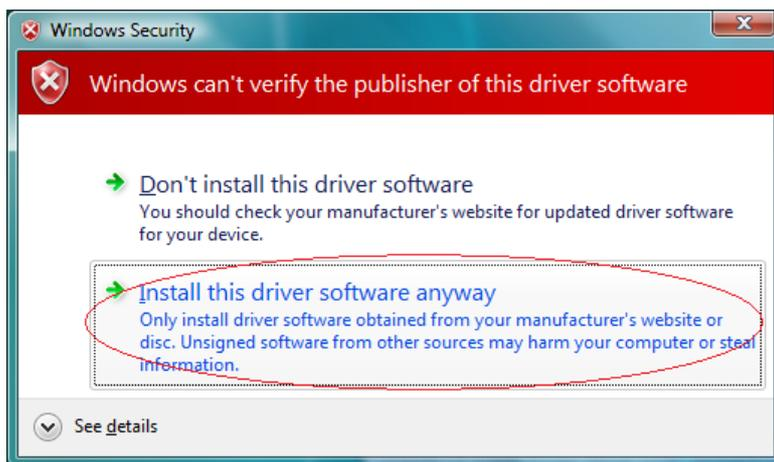 Windows Security
Windows can't verify the publisher of this driver software
Don't install this driver software
You should check your manufacturer's website for updated driver software
for your device.
Install this driver software anyway
Only install driver software obtained from your manufacturer's website or
disc. Unsigned software from other sources may harm your computer or steal
information.
See details